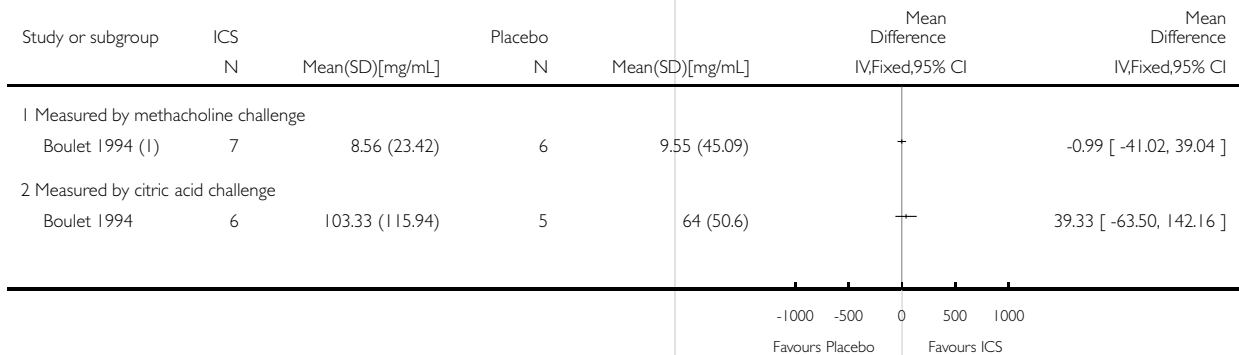 Study or subgroup ICS Placebo Mean Difference Mean Difference
N Mean(SD)[mg/mL] N Mean(SD)[mg/mL] IV,Fixed,95% CI IV,Fixed,95% CI
1 Measured by methacholine challenge
Boulet 1994 (1) 7 8.56 (23.42) 6 9.55 (45.09) -0.99 [ -41.02, 39.04 ]
2 Measured by citric acid challenge
Boulet 1994 6 103.33 (115.94) 5 64 (50.6) 39.33 [ -63.50, 142.16 ]
-1000 -500 0 500 1000
Favours Placebo Favours ICS